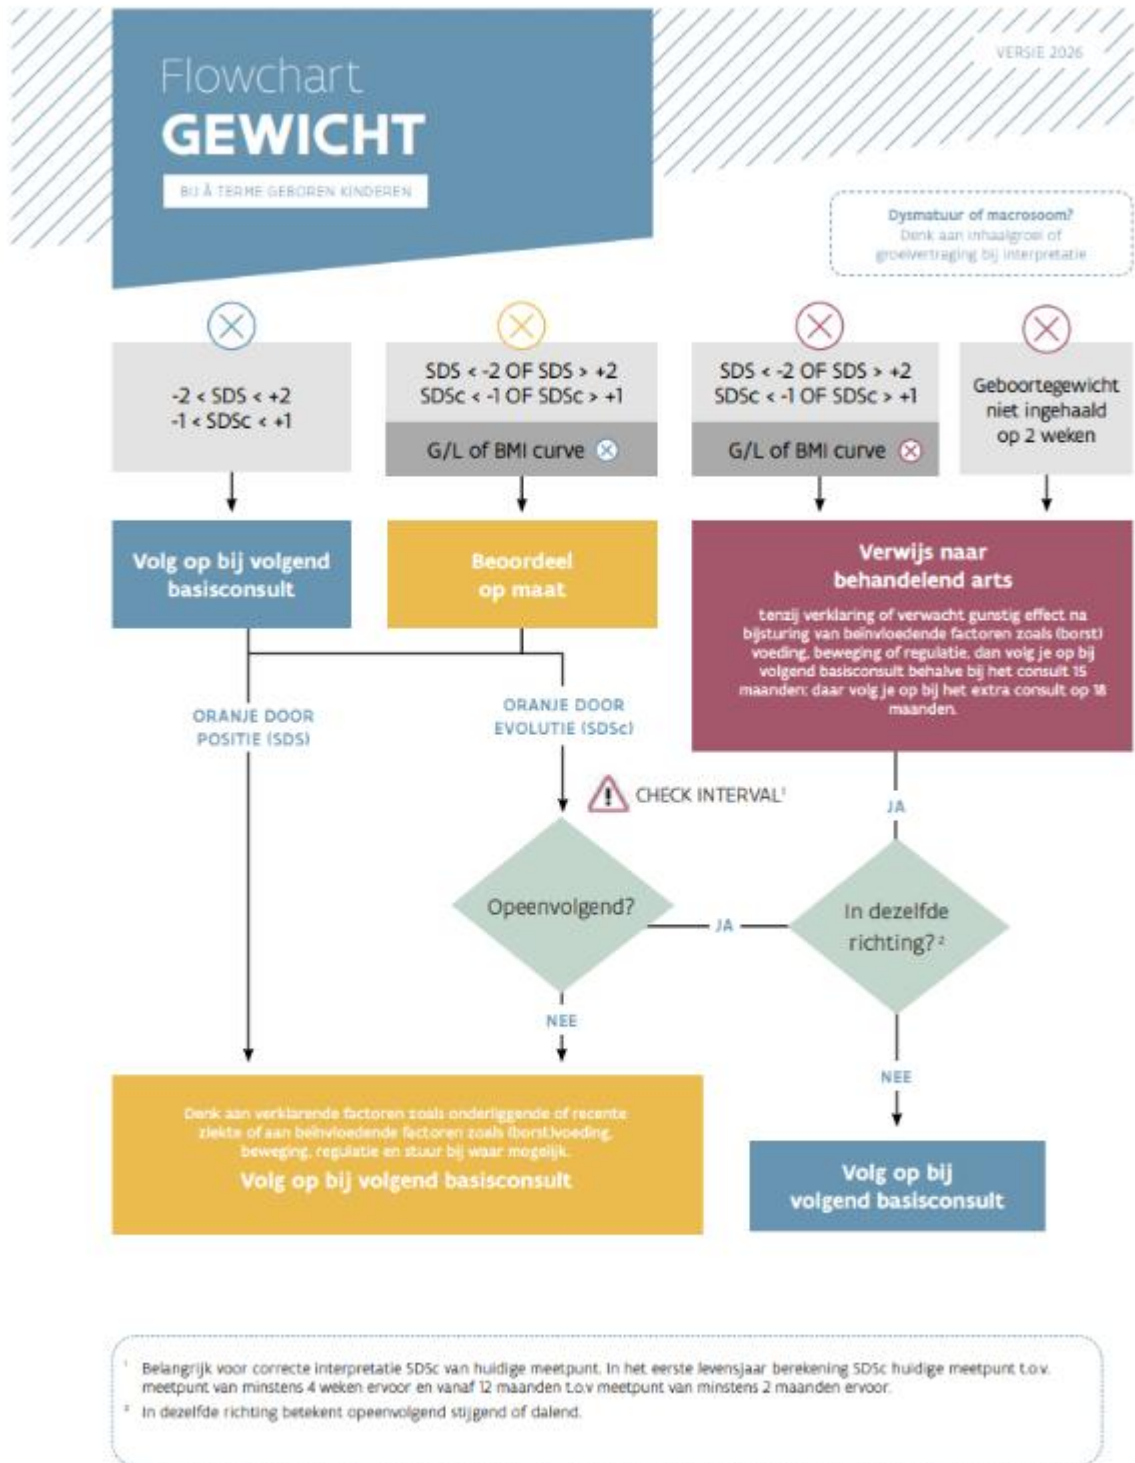 VERSIE 2026
Flowchart
GEWICHT
BIJ À TERME GEBOREN KINDEREN
Dysmatuur of macrosoom?
Denk aan inhaalgroei of
groeivertraging bij interpretatie
-2 < SDS < +2
-1 < SDSc < +1
SDS < -2 OF SDS > +2
SDSc < -1 OF SDSc > +1
G/L of BMI curve
SDS < -2 OF SDS > +2
SDSc < -1 OF SDSc > +1
G/L of BMI curve
Geboortegewicht
niet ingehaald
op 2 weken
Volg op bij volgend
basisconsult
Beoordeel
op maat
Verwijs naar
behandelend arts
tenzij verklaring of verwacht gunstig effect na
bijsturing van beïnvloedende factoren zoals (borst)
voeding, beweging of regulatie, dan volg je op bij
volgend basisconsult behalve bij het consult 15
maanden: daar volg je op bij het extra consult op 18
maanden.
ORANJE DOOR
POSITIE (SDS)
ORANJE DOOR
EVOLUTIE (SDSc)
! CHECK INTERVAL¹
JA
Opeenvolgend?
JA
In dezelfde
richting?²
NEE
NEE
Denk aan verklarende factoren zoals onderliggende of recente
ziekte of aan beïnvloedende factoren zoals (borst)voeding,
beweging, regulatie en stuur bij waar mogelijk.
Volg op bij volgend basisconsult
Volg op bij
volgend basisconsult
¹ Belangrijk voor correcte interpretatie SDSc van huidige meetpunt. In het eerste levensjaar berekening SDSc huidige meetpunt t.o.v.
meetpunt van minstens 4 weken ervoor en vanaf 12 maanden t.o.v meetpunt van minstens 2 maanden ervoor.
² In dezelfde richting betekent opeenvolgend stijgend of dalend.